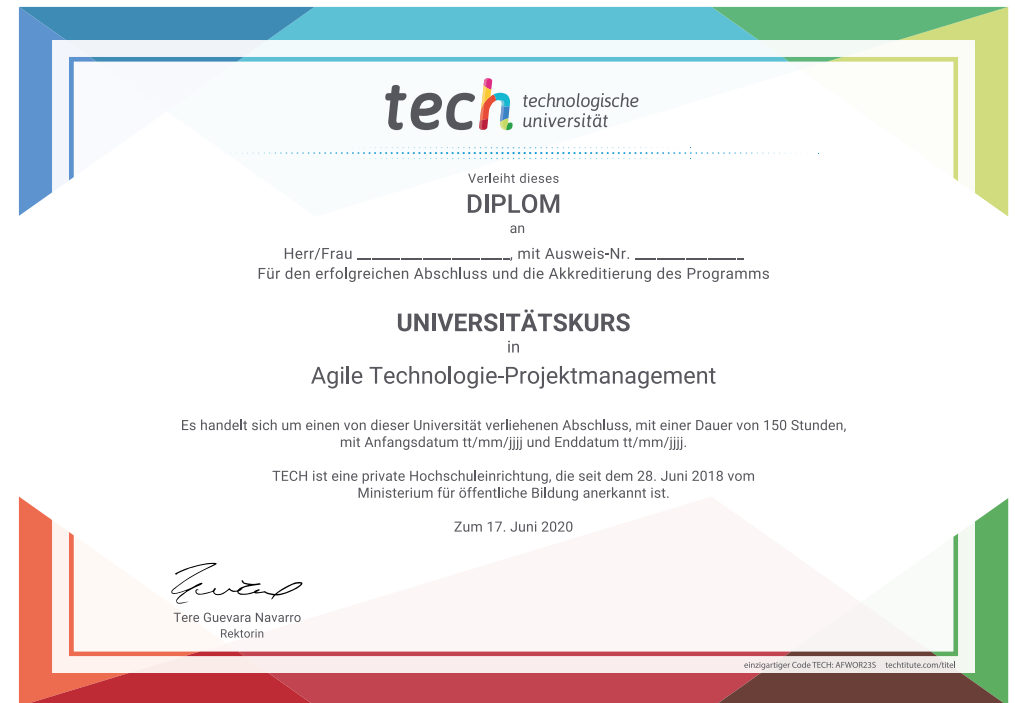 tech technologische
universität
Verleiht dieses
DIPLOM
an
Herr/Frau ____________________, mit Ausweis-Nr. ______________
Für den erfolgreichen Abschluss und die Akkreditierung des Programms
UNIVERSITÄTSKURS
in
Agile Technologie-Projektmanagement
Es handelt sich um einen von dieser Universität verliehenen Abschluss, mit einer Dauer von 150 Stunden,
mit Anfangsdatum tt/mm/jjjj und Enddatum tt/mm/jjjj.
TECH ist eine private Hochschuleinrichtung, die seit dem 28. Juni 2018 vom
Ministerium für öffentliche Bildung anerkannt ist.
Zum 17. Juni 2020
Tere Guevara Navarro
Rektorin
einzigartiger Code TECH: AFWOR23S techtitute.com/titel